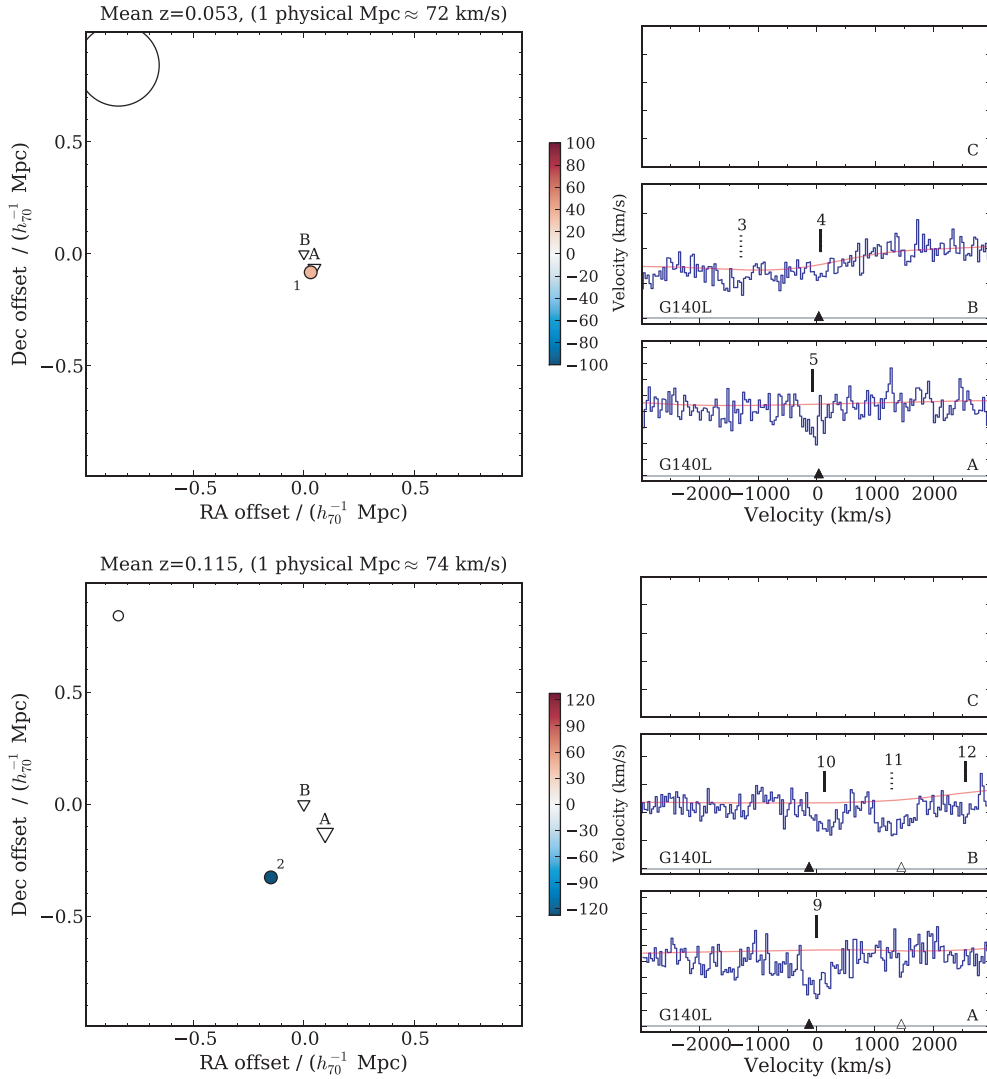 Mean z=0.053, (1 physical Mpc≈ 72 km/s)
Dec offset / (h₇₀⁻¹ Mpc)
0.5
0.0
−0.5
B
A
1
−0.5 0.0 0.5
RA offset / (h₇₀⁻¹ Mpc)
100
80
60
40
20
0
−20
−40
−60
−80
−100
Velocity (km/s)
C
3 4
G140L B
5
G140L A
−2000 −1000 0 1000 2000
Velocity (km/s)
Mean z=0.115, (1 physical Mpc≈ 74 km/s)
Dec offset / (h₇₀⁻¹ Mpc)
0.5
0.0
−0.5
B
A
2
−0.5 0.0 0.5
RA offset / (h₇₀⁻¹ Mpc)
120
90
60
30
0
−30
−60
−90
−120
Velocity (km/s)
C
10 11 12
G140L B
9
G140L A
−2000 −1000 0 1000 2000
Velocity (km/s)